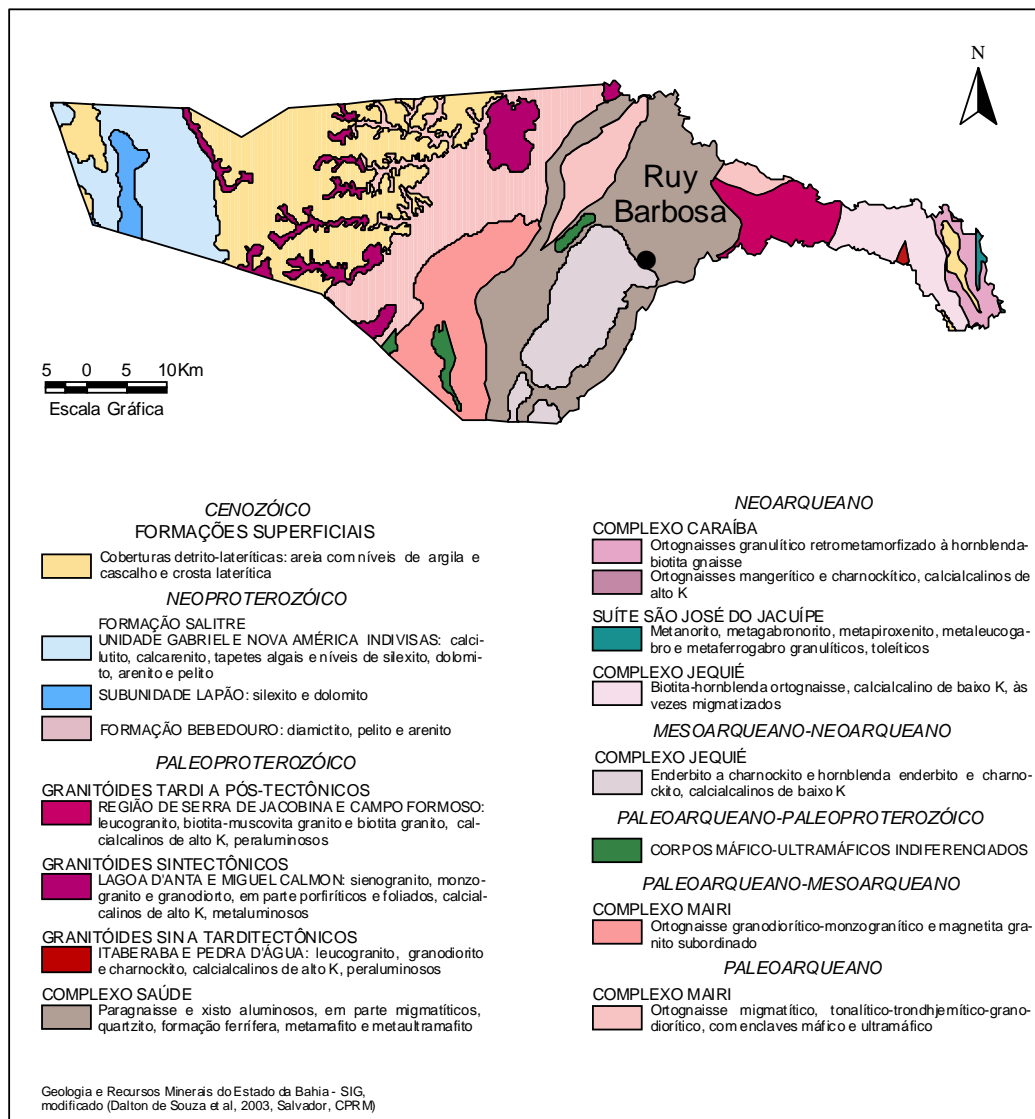 N
Ruy
Barbosa
5 0 5 10Km
Escala Gráfica
CENOZÓICO
FORMAÇÕES SUPERFICIAIS
Coberturas detrito-lateríticas: areia com níveis de argila e
cascalho e crosta laterítica
NEOPROTEROZÓICO
FORMAÇÃO SALITRE
UNIDADE GABRIEL E NOVA AMÉRICA INDIVISAS: calci-
lutito, calcarenito, tapetes algais e níveis de silexito, dolomi-
to, arenito e pelito
SUBUNIDADE LAPÃO: silexito e dolomito
FORMAÇÃO BEBEDOURO: diamictito, pelito e arenito
PALEOPROTEROZÓICO
GRANITÓIDES TARDI A PÓS-TECTÔNICOS
REGIÃO DE SERRA DE JACOBINA E CAMPO FORMOSO:
leucogranito, biotita-muscovita granito e biotita granito, cal-
cialcalinos de alto K, peraluminosos
GRANITÓIDES SINTECTÔNICOS
LAGOA D'ANTA E MIGUEL CALMON: sienogranito, monzo-
granito e granodiorto, em parte porfiríticos e foliados, calcial-
calinos de alto K, metaluminosos
GRANITÓIDES SIN A TARDITECTÔNICOS
ITABERABA E PEDRA D'ÁGUA: leucogranito, granodiorito
e charnockito, calcialcalinos de alto K, peraluminosos
COMPLEXO SAÚDE
Paragnaisse e xisto aluminosos, em parte migmatíticos,
quartzito, formação ferrífera, metamafito e metaultramafito
NEOARQUEANO
COMPLEXO CARAÍBA
Ortognaisses granulítico retrometamorfizado à hornblenda-
biotita gnaisse
Ortognaisses mangerítico e charnockítico, calcialcalinos de
alto K
SUÍTE SÃO JOSÉ DO JACUÍPE
Metanorito, metagabronorito, metapiroxenito, metaleucoga-
bro e metaferrogabro granulíticos, toleíticos
COMPLEXO JEQUIÉ
Biotita-hornblenda ortognaisse, calcialcalino de baixo K, às
vezes migmatizados
MESOARQUEANO-NEOARQUEANO
COMPLEXO JEQUIÉ
Enderbito a charnockito e hornblenda enderbito e charno-
ckito, calcialcalinos de baixo K
PALEOARQUEANO-PALEOPROTEROZÓICO
CORPOS MÁFICO-ULTRAMÁFICOS INDIFERENCIADOS
PALEOARQUEANO-MESOARQUEANO
COMPLEXO MAIRI
Ortognaisse granodiorítico-monzogranítico e magnetita gra-
nito subordinado
PALEOARQUEANO
COMPLEXO MAIRI
Ortognaisse migmatítico, tonalítico-trondhjemítico-grano-
diorítico, com enclaves máfico e ultramáfico
Geologia e Recursos Minerais do Estado da Bahia - SIG,
modificado (Dalton de Souza et al, 2003, Salvador, CPRM)